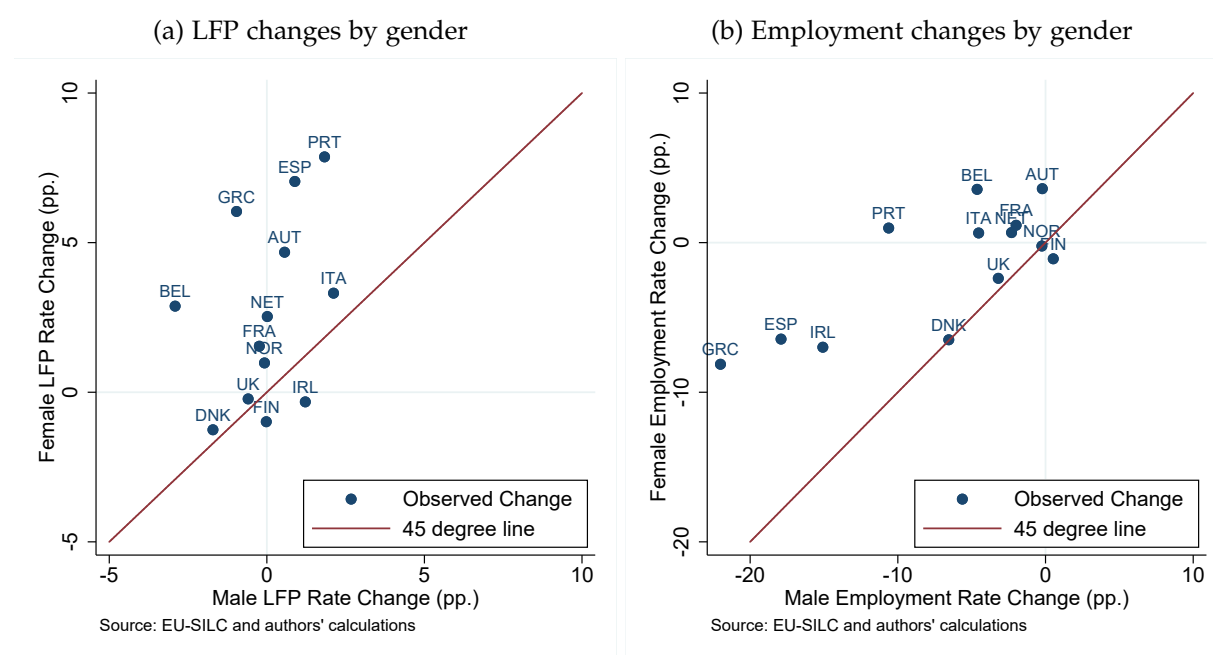 (a) LFP changes by gender
10
5
0
-5
Female LFP Rate Change (pp.)
PRT
ESP
GRC
AUT
ITA
BEL
NET
FRA
NOR
UK
IRL
FIN
DNK
Observed Change
45 degree line
-5 0 5 10
Male LFP Rate Change (pp.)
Source: EU-SILC and authors' calculations
(b) Employment changes by gender
10
0
-10
-20
Female Employment Rate Change (pp.)
BEL
AUT
PRT
ITA
NET
FRA
NOR
FIN
UK
DNK
ESP
IRL
GRC
Observed Change
45 degree line
-20 -10 0 10
Male Employment Rate Change (pp.)
Source: EU-SILC and authors' calculations